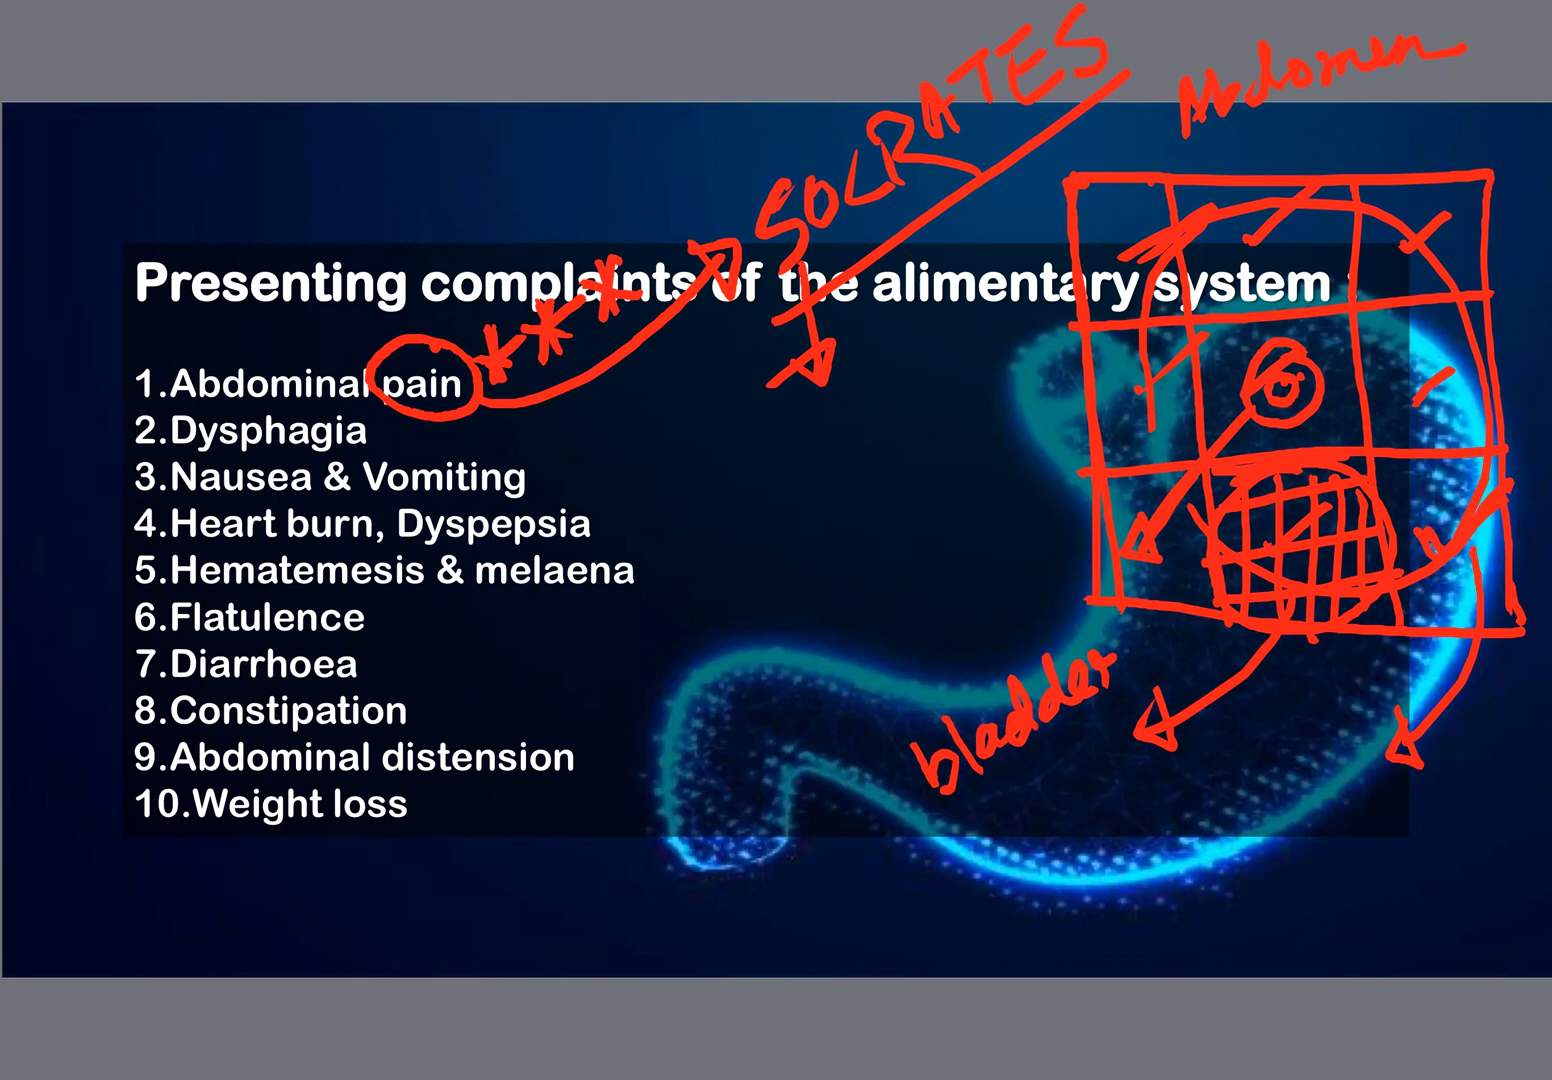 SOCRATES
Abdomen
Presenting complaints of the alimentary system :
1.Abdominal pain
2.Dysphagia
3.Nausea & Vomiting
4.Heart burn, Dyspepsia
5.Hematemesis & melaena
6.Flatulence
7.Diarrhoea
8.Constipation
9.Abdominal distension
10.Weight loss
bladder